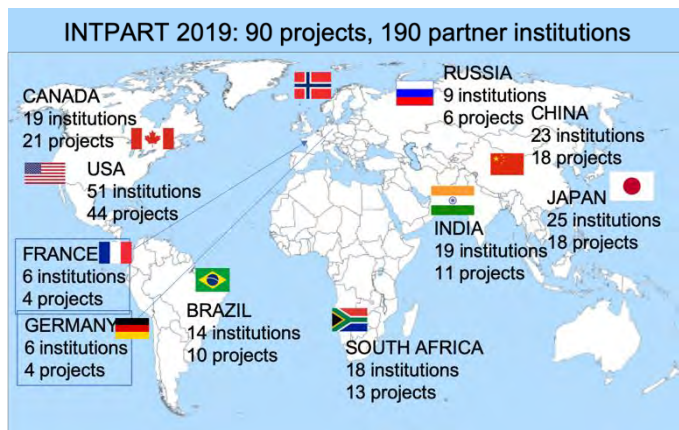 INTPART 2019: 90 projects, 190 partner institutions
CANADA
19 institutions
21 projects
USA
51 institutions
44 projects
FRANCE
6 institutions
4 projects
GERMANY
6 institutions
4 projects
BRAZIL
14 institutions
10 projects
RUSSIA
9 institutions
6 projects
CHINA
23 institutions
18 projects
JAPAN
25 institutions
18 projects
INDIA
19 institutions
11 projects
SOUTH AFRICA
18 institutions
13 projects